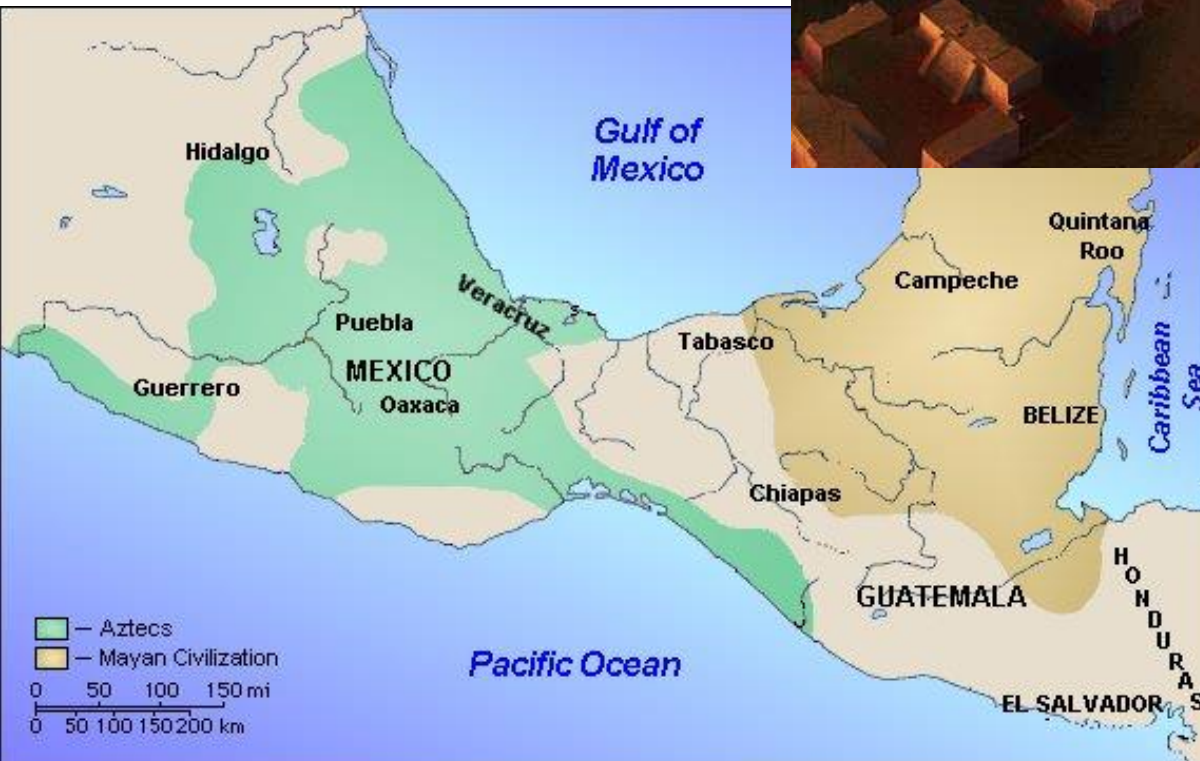 Gulf of
Mexico
Hidalgo
Quintana
Roo
Campeche
Veracruz
Puebla
Tabasco
MEXICO
Guerrero
Oaxaca
BELIZE
Caribbean
Sea
Chiapas
HONDURAS
GUATEMALA
— Aztecs
— Mayan Civilization
Pacific Ocean
0 50 100 150 mi
0 50 100 150 200 km
EL SALVADOR